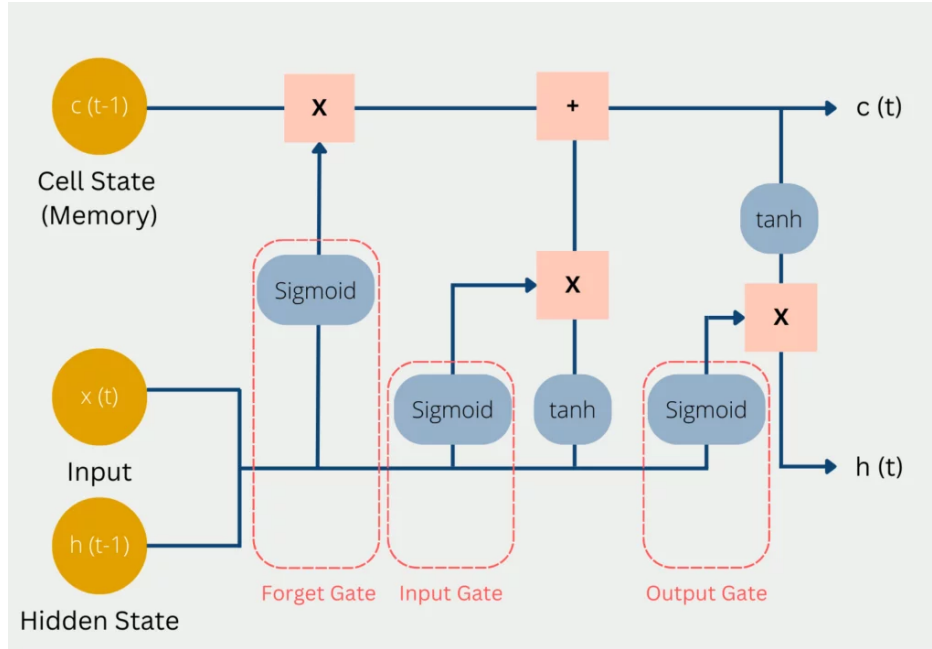 c (t-1)
X
+
c (t)
Cell State
(Memory)
tanh
Sigmoid
X
X
x (t)
Sigmoid
tanh
Sigmoid
Input
h (t)
h (t-1)
Forget Gate
Input Gate
Output Gate
Hidden State